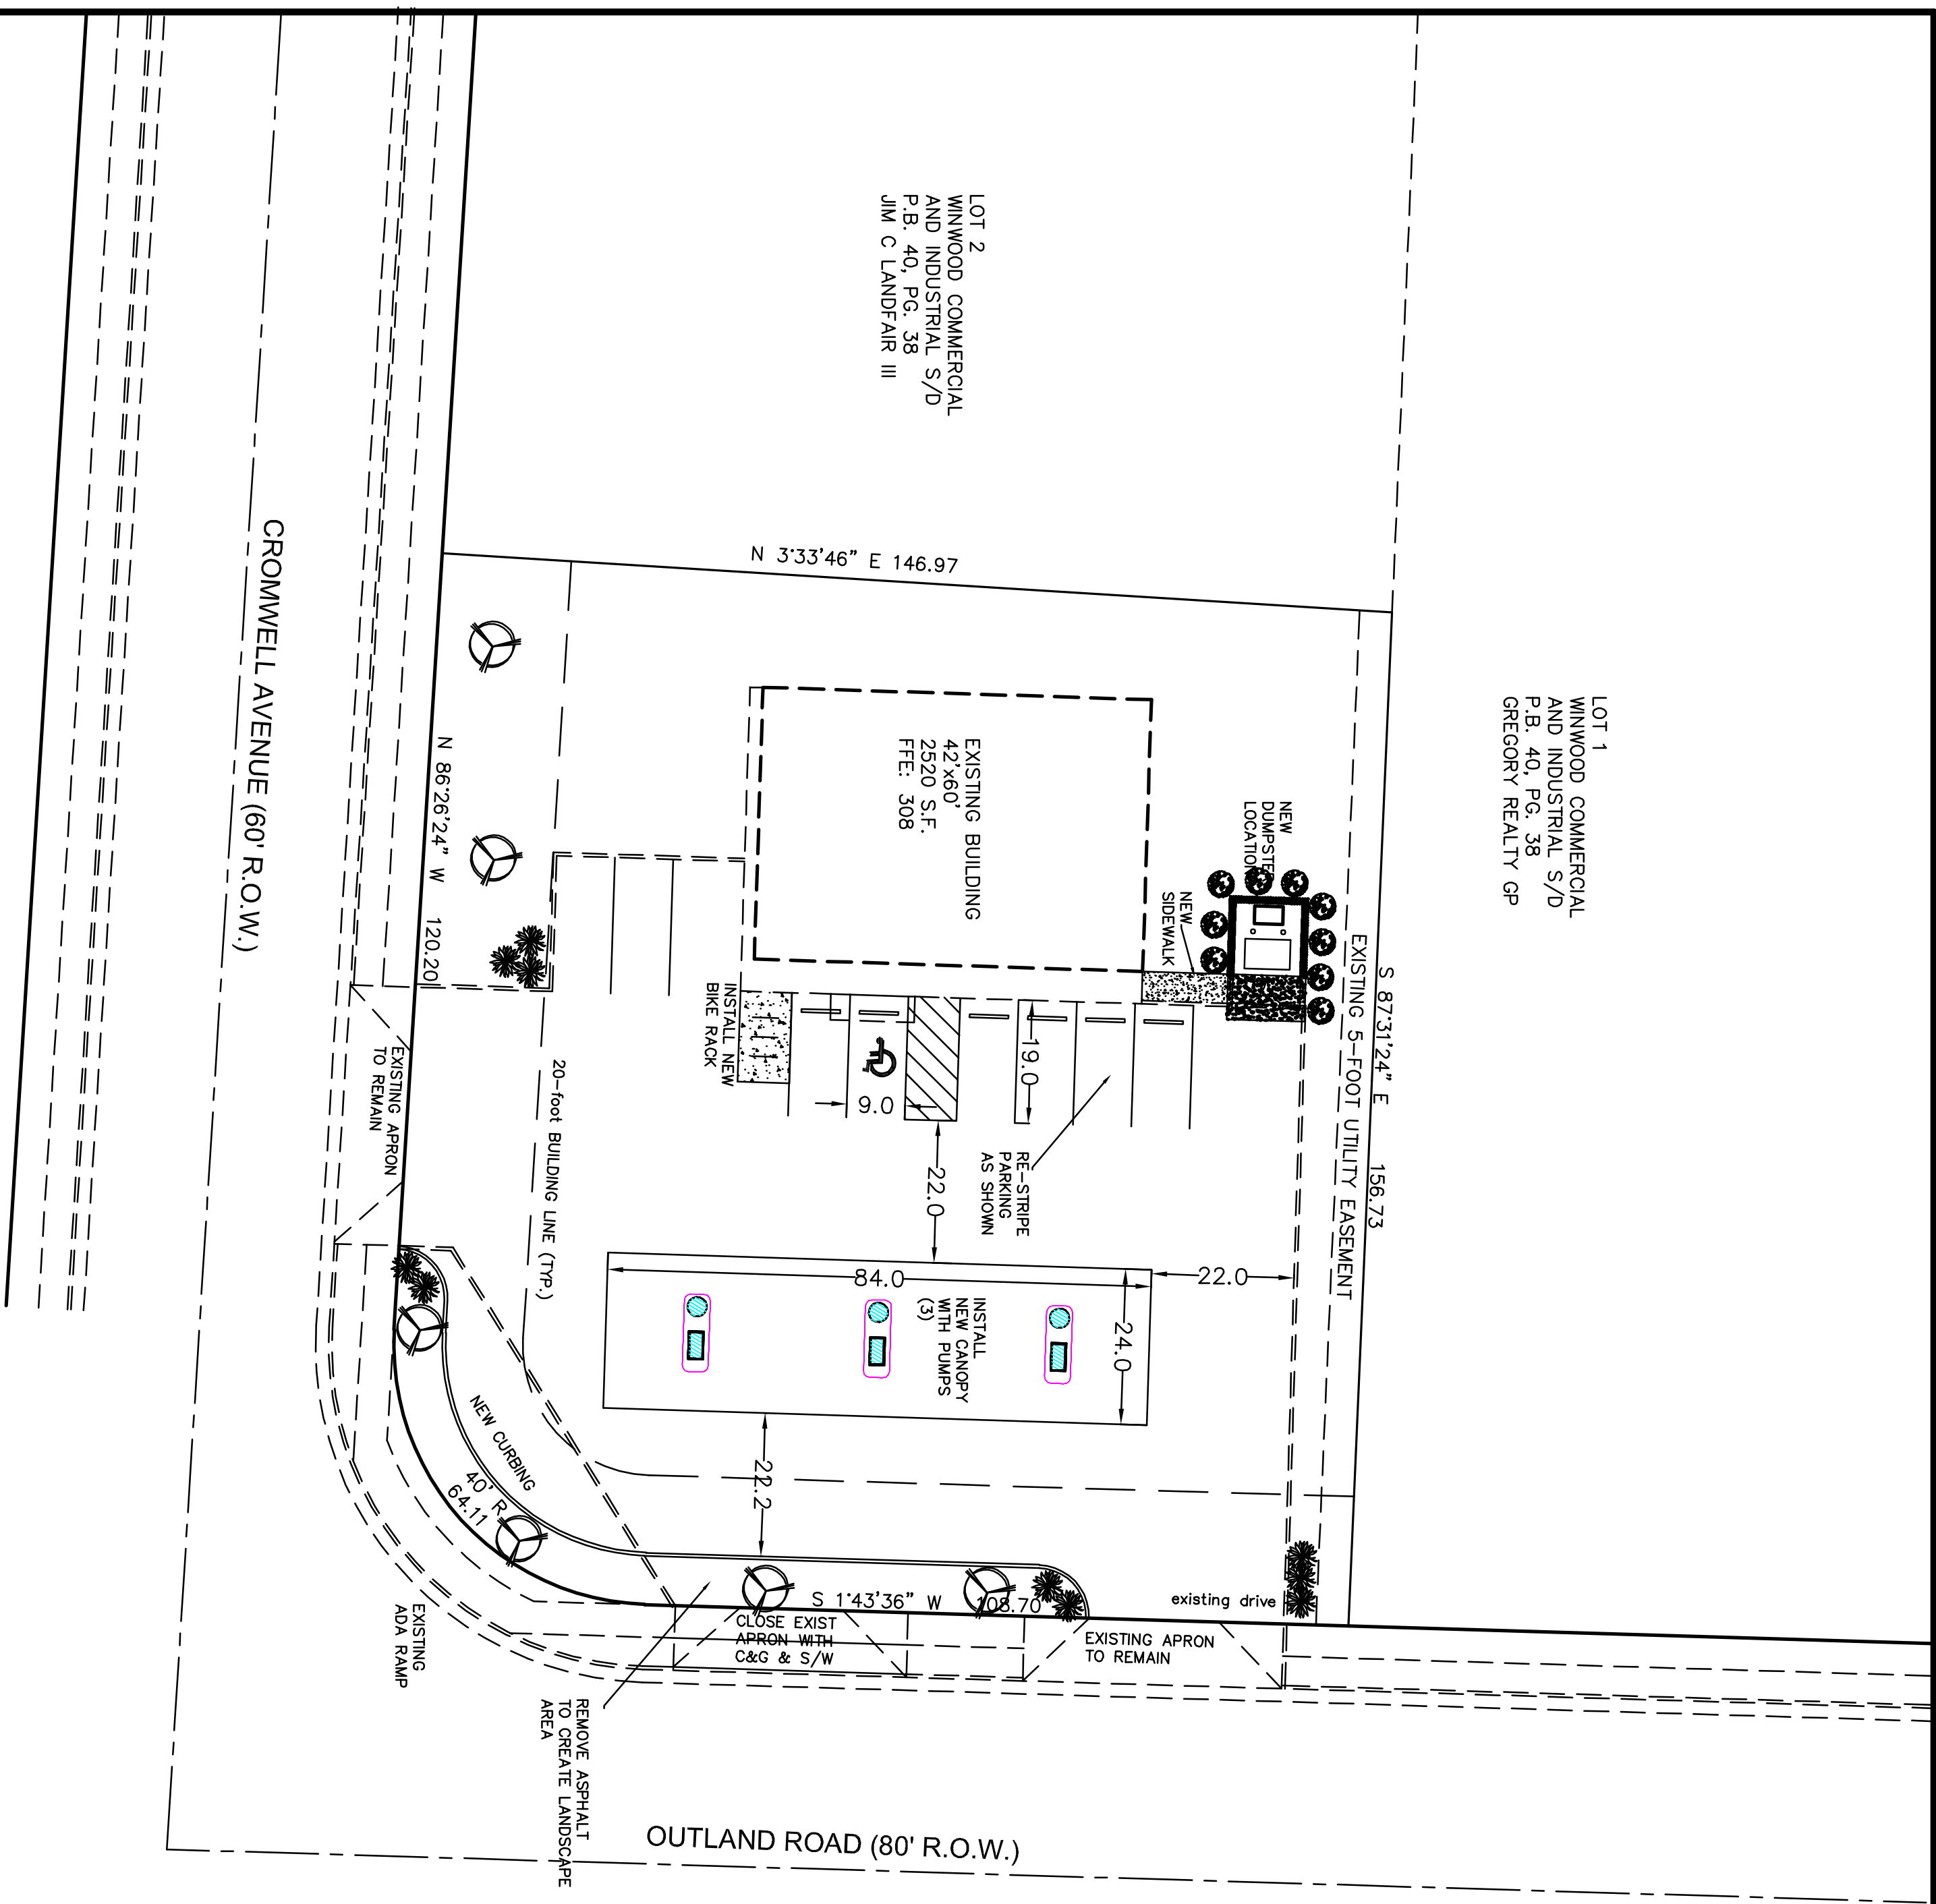 LOT 1
WINWOOD COMMERCIAL
AND INDUSTRIAL S/D
P.B. 40, PG. 38
GREGORY REALTY GP
LOT 2
WINWOOD COMMERCIAL
AND INDUSTRIAL S/D
P.B. 40, PG. 38
JIM C LANDFAIR III
S 87°31'24" E 156.73
EXISTING 5-FOOT UTILITY EASEMENT
N 3°33'46" E 146.97
NEW
DUMPSTER
LOCATION
NEW
SIDEWALK
EXISTING BUILDING
42'x60'
2520 S.F.
FFE: 308
INSTALL NEW
BIKE RACK
19.0
9.0
22.0
RE-STRIPE
PARKING
AS SHOWN
22.0
84.0
24.0
INSTALL
NEW CANOPY
WITH PUMPS
(3)
22.2
20-foot BUILDING LINE (TYP.)
N 86°26'24" W 120.20
EXISTING APRON
TO REMAIN
NEW CURBING
40' R
64.11
S 1°43'36" W 108.70
existing drive
CLOSE EXIST
APRON WITH
C&G & S/W
EXISTING APRON
TO REMAIN
EXISTING
ADA RAMP
REMOVE ASPHALT
TO CREATE LANDSCAPE
AREA
CROMWELL AVENUE (60' R.O.W.)
OUTLAND ROAD (80' R.O.W.)